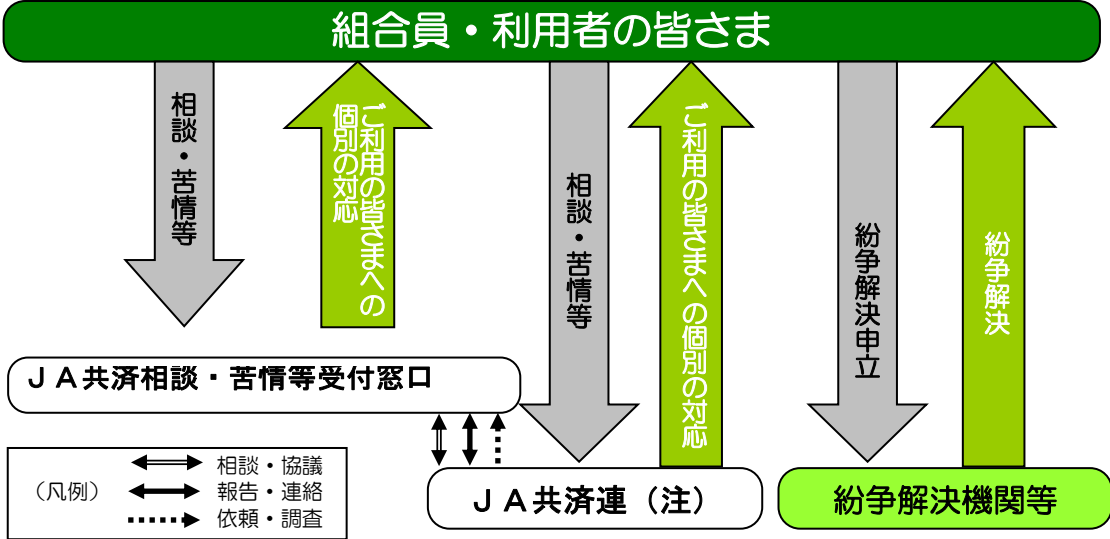 組合員・利用者の皆さま
相談・苦情等
ご利用の皆さまへの
個別の対応
相談・苦情等
ご利用の皆さまへの個別の対応
紛争解決申立
紛争解決
ＪＡ共済相談・苦情等受付窓口
（凡例）
相談・協議
報告・連絡
依頼・調査
ＪＡ共済連（注）
紛争解決機関等